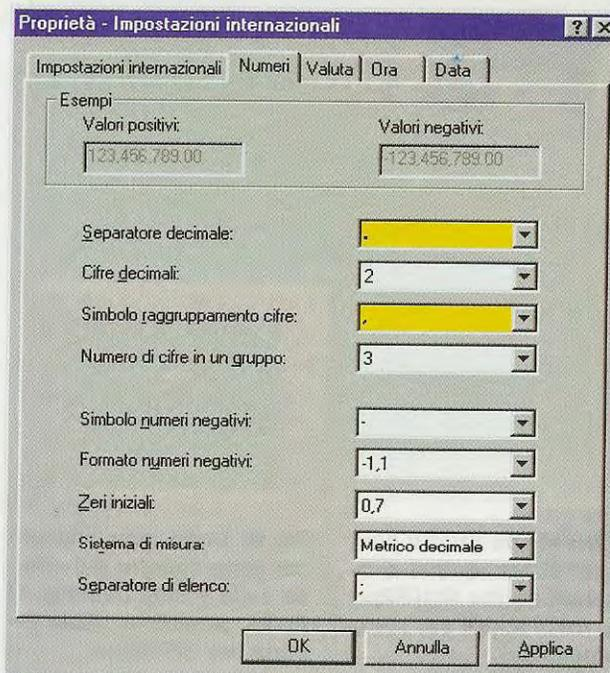 Proprietà - Impostazioni internazionali
Impostazioni internazionali Numeri Valuta Ora Data
Esempi
Valori positivi: Valori negativi:
123,456,789.00 -123,456,789.00
Separatore decimale: .
Cifre decimali: 2
Simbolo raggruppamento cifre: ,
Numero di cifre in un gruppo: 3
Simbolo numeri negativi: -
Formato numeri negativi: -1,1
Zeri iniziali: 0,7
Sistema di misura: Metrico decimale
Separatore di elenco: ;
OK Annulla Applica